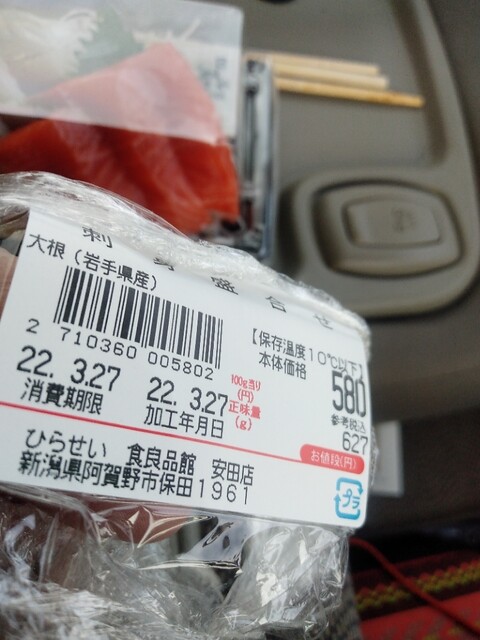 刺身盛合せ
大根（岩手県産）
2 710360 005802
【保存温度10℃以下】
本体価格
580
参考税込
627
お値段(円)
22. 3.27
消費期限
22. 3.27
加工年月日
100g当り
(円)
正味量
(g)
ひらせい 食良品館 安田店
新潟県阿賀野市保田1961
プラ